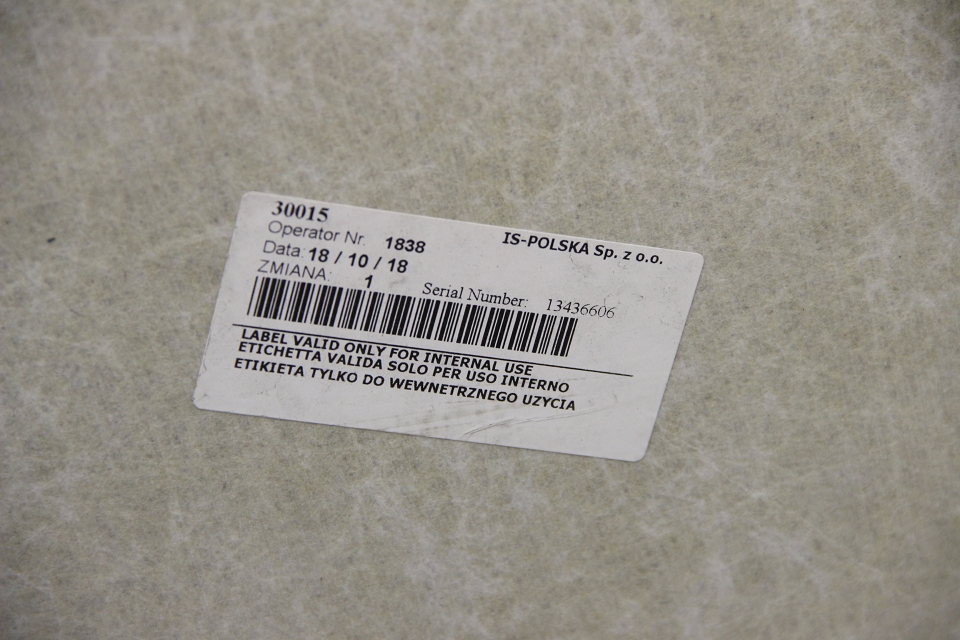 30015
Operator Nr. 1838
IS-POLSKA Sp. z o.o.
Data: 18 / 10 / 18
ZMIANA: 1
Serial Number: 13436606
LABEL VALID ONLY FOR INTERNAL USE
ETICHETTA VALIDA SOLO PER USO INTERNO
ETIKIETA TYLKO DO WEWNETRZNEGO UZYCIA